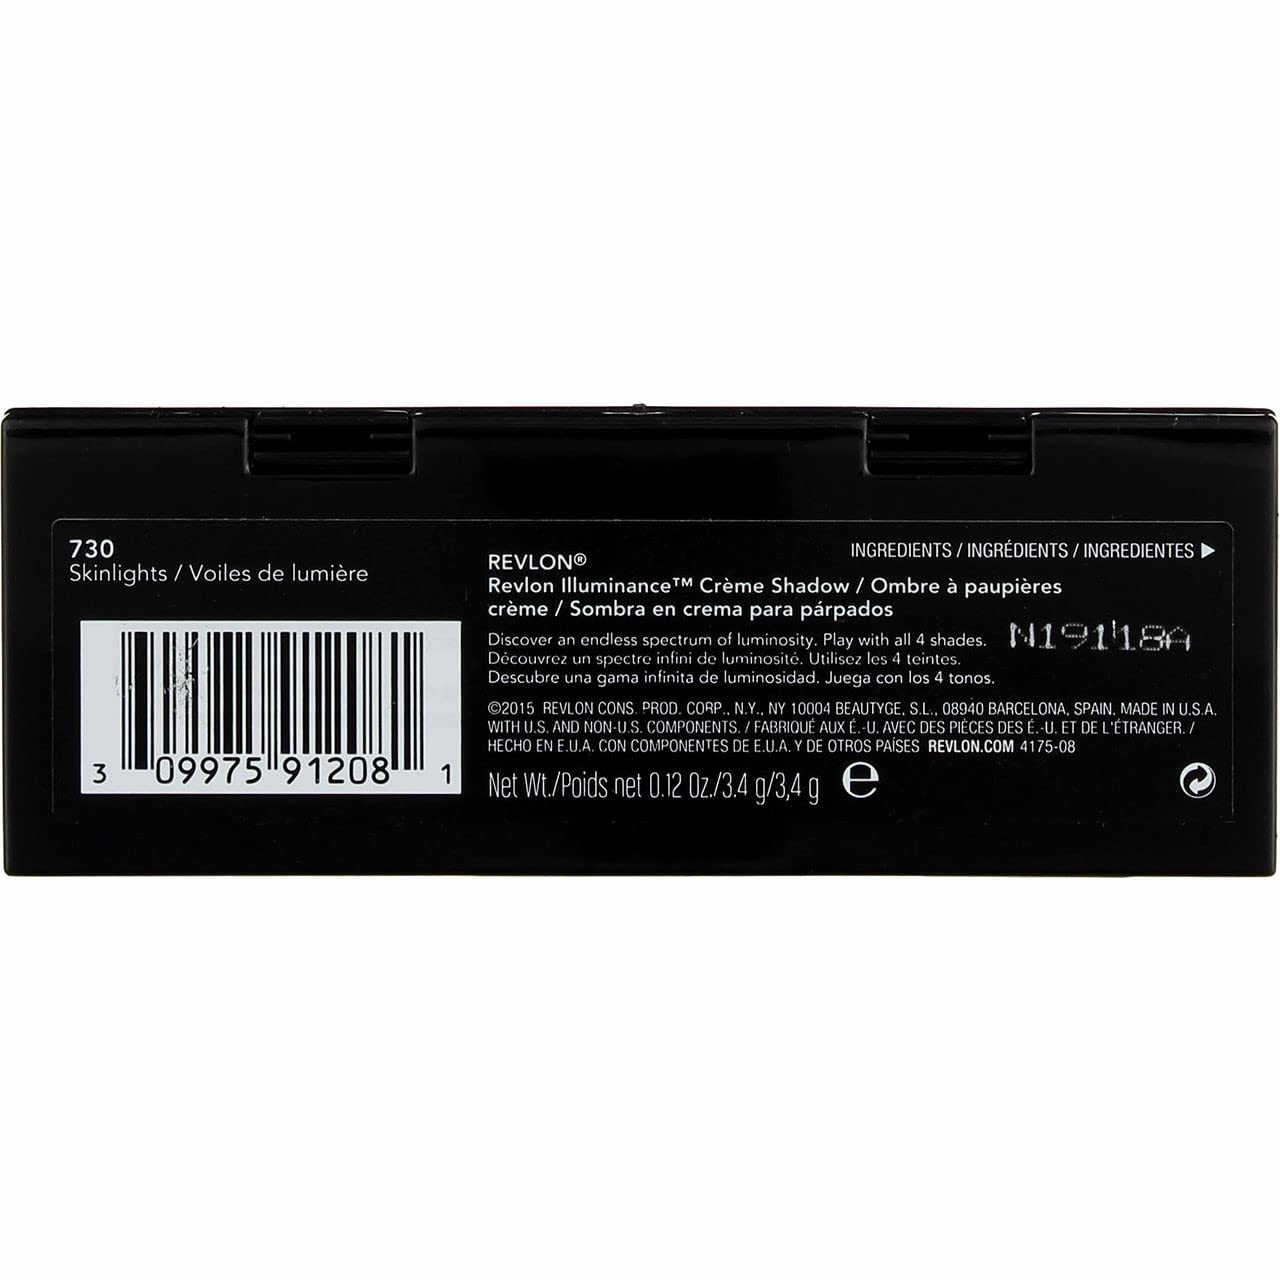 730
Skinlights / Voiles de lumière
3 09975 91208 1
INGREDIENTS / INGRÉDIENTS / INGREDIENTES ▶
REVLON®
Revlon Illuminance™ Crème Shadow / Ombre à paupières
crème / Sombra en crema para párpados
Discover an endless spectrum of luminosity. Play with all 4 shades.
Découvrez un spectre infini de luminosité. Utilisez les 4 teintes.
Descubre una gama infinita de luminosidad. Juega con los 4 tonos.
N19118A
©2015 REVLON CONS. PROD. CORP., N.Y., NY 10004 BEAUTYGE, S.L., 08940 BARCELONA, SPAIN. MADE IN U.S.A.
WITH U.S. AND NON-U.S. COMPONENTS. / FABRIQUÉ AUX É.-U. AVEC DES PIÈCES DES É.-U. ET DE L'ÉTRANGER. /
HECHO EN E.U.A. CON COMPONENTES DE E.U.A. Y DE OTROS PAÍSES REVLON.COM 4175-08
Net Wt./Poids net 0.12 Oz./3.4 g/3,4 g ℮